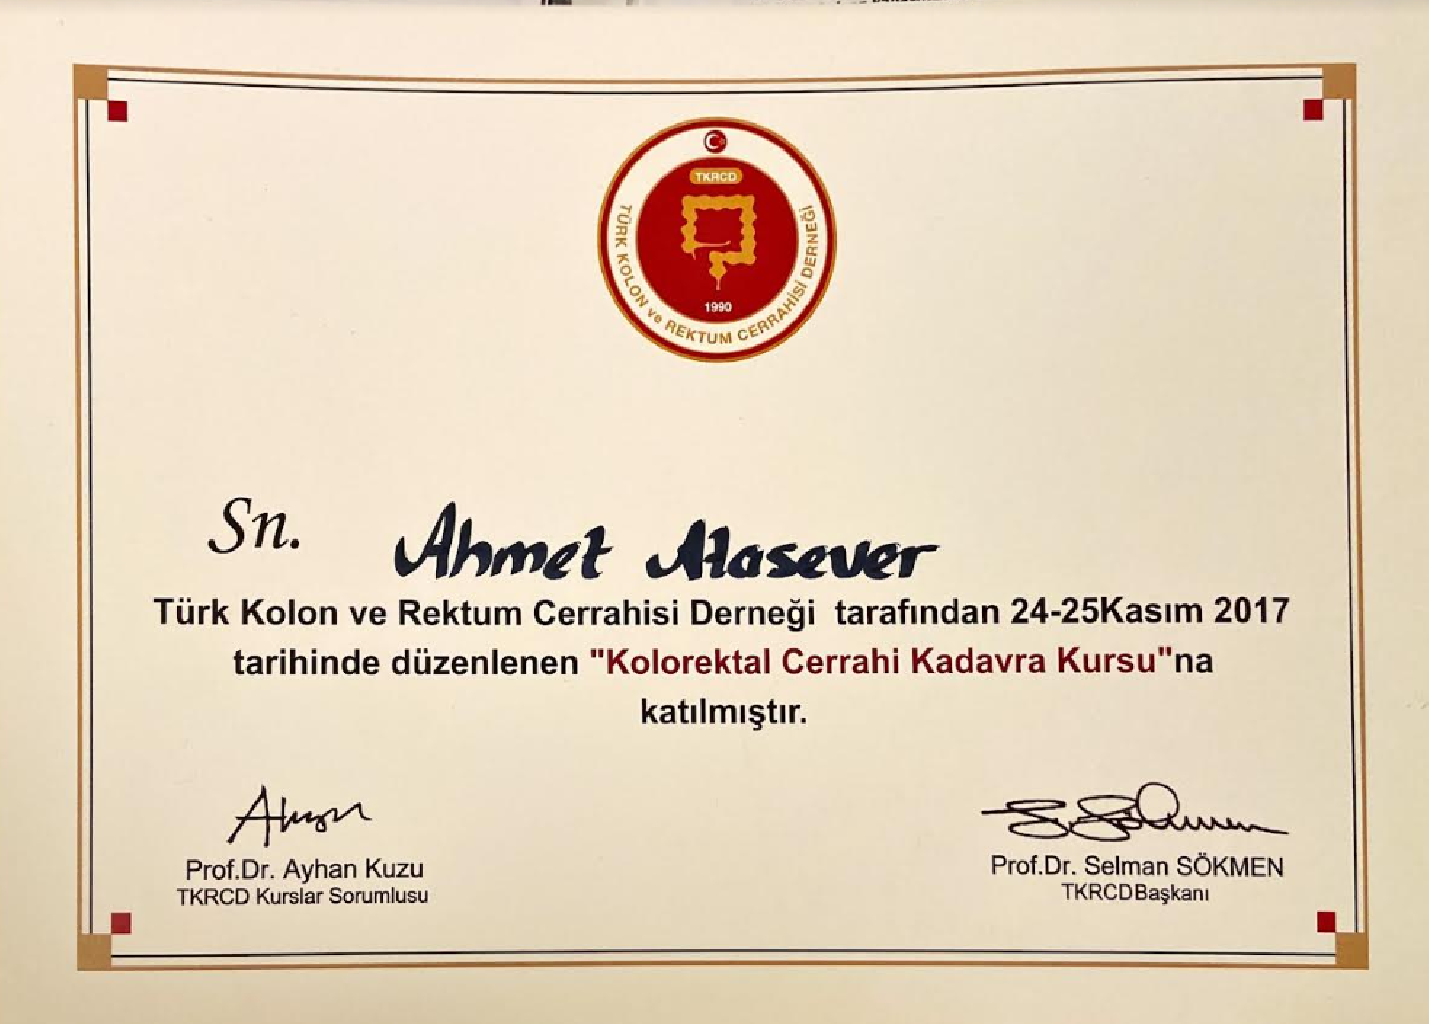 TKRCD
TÜRK KOLON ve REKTUM CERRAHİSİ DERNEĞİ
1990
Sn. Ahmet Atasever
Türk Kolon ve Rektum Cerrahisi Derneği tarafından 24-25Kasım 2017
tarihinde düzenlenen "Kolorektal Cerrahi Kadavra Kursu"na
katılmıştır.
Prof.Dr. Ayhan Kuzu
TKRCD Kurslar Sorumlusu
Prof.Dr. Selman SÖKMEN
TKRCDBaşkanı